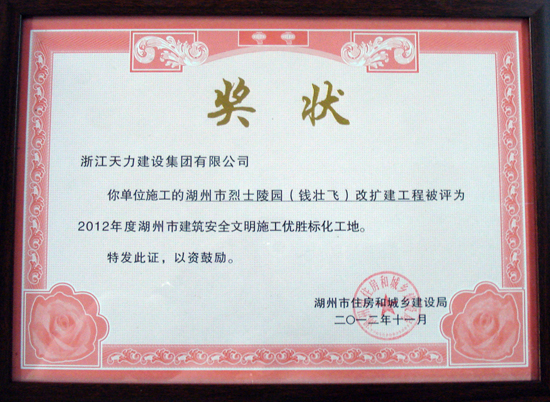 奖 状
浙江天力建设集团有限公司
你单位施工的湖州市烈士陵园（钱壮飞）改扩建工程被评为
2012年度湖州市建筑安全文明施工优胜标化工地。
特发此证，以资鼓励。
湖州市住房和城乡建设局
二〇一二年十一月